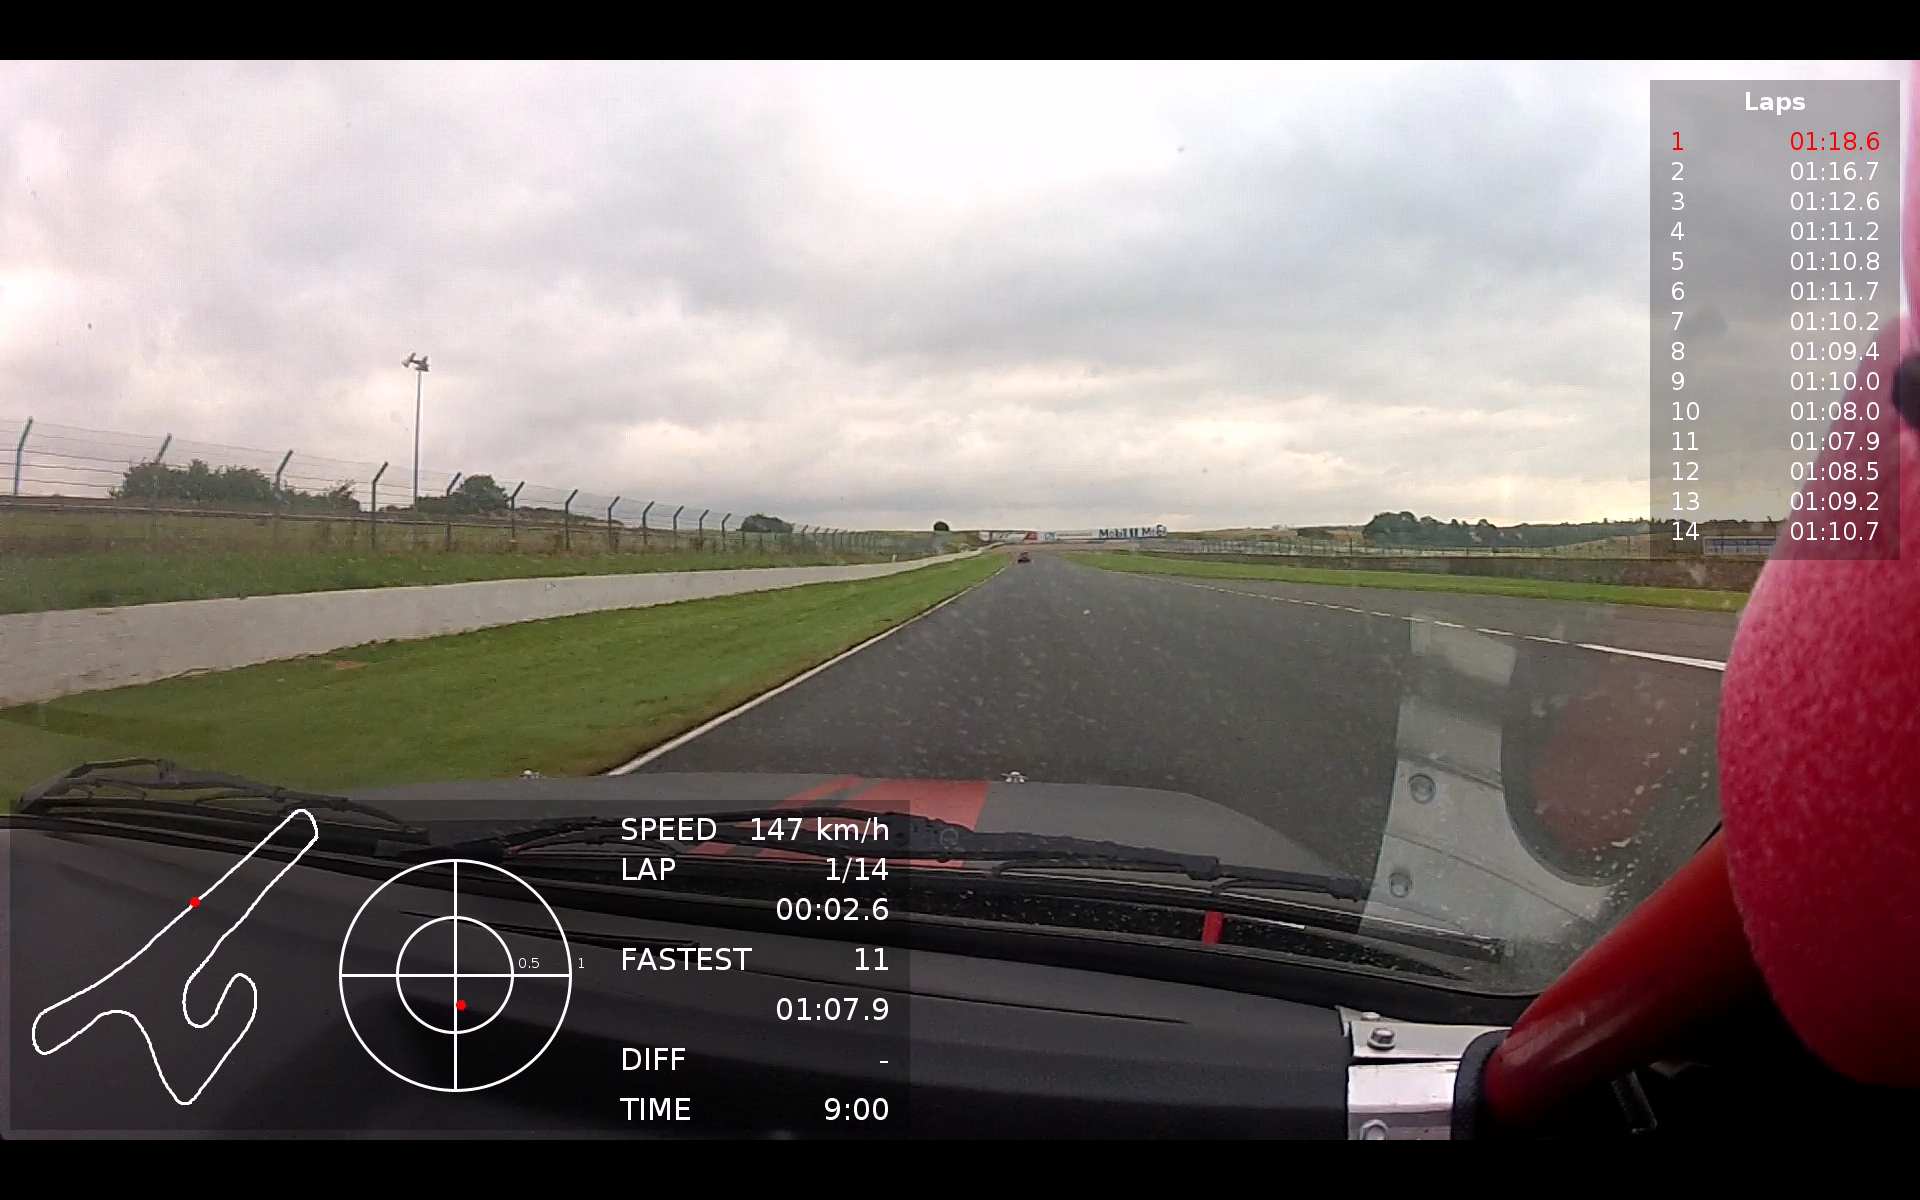 Laps
1 01:18.6
2 01:16.7
3 01:12.6
4 01:11.2
5 01:10.8
6 01:11.7
7 01:10.2
8 01:09.4
9 01:10.0
10 01:08.0
11 01:07.9
12 01:08.5
13 01:09.2
14 01:10.7
Mobil 1
SPEED 147 km/h
LAP 1/14
00:02.6
0.5 1
FASTEST 11
01:07.9
DIFF -
TIME 9:00